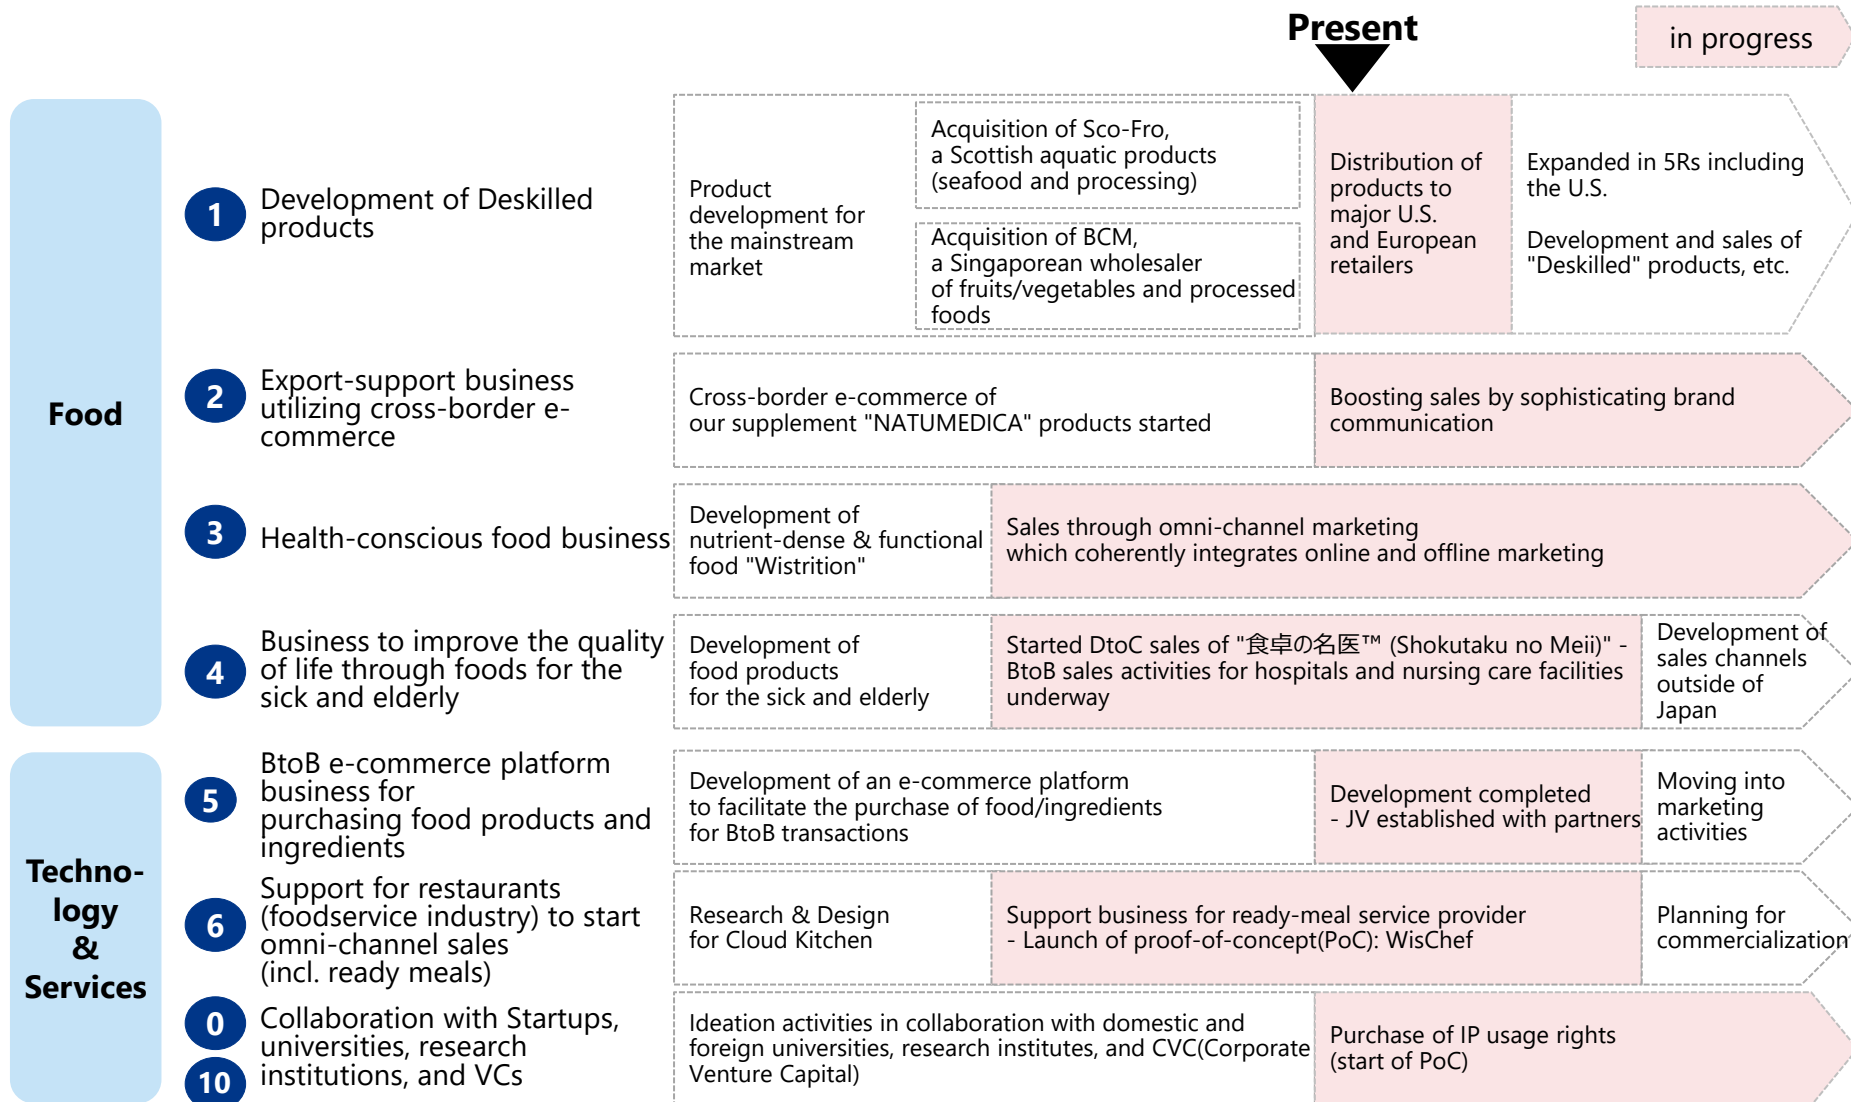 Present
in progress
Food
1
Development of Deskilled
products
Product
development for
the mainstream
market
Acquisition of Sco-Fro,
a Scottish aquatic products
(seafood and processing)
Acquisition of BCM,
a Singaporean wholesaler
of fruits/vegetables and processed
foods
Distribution of
products to
major U.S.
and European
retailers
Expanded in 5Rs including
the U.S.
Development and sales of
"Deskilled" products, etc.
2
Export-support business
utilizing cross-border e-
commerce
Cross-border e-commerce of
our supplement "NATUMEDICA" products started
Boosting sales by sophisticating brand
communication
3
Health-conscious food business
Development of
nutrient-dense & functional
food "Wistrition"
Sales through omni-channel marketing
which coherently integrates online and offline marketing
4
Business to improve the quality
of life through foods for the
sick and elderly
Development of
food products
for the sick and elderly
Started DtoC sales of "食卓の名医™ (Shokutaku no Meii)" -
BtoB sales activities for hospitals and nursing care facilities
underway
Development of
sales channels
outside of
Japan
Techno-
logy
&
Services
5
BtoB e-commerce platform
business for
purchasing food products and
ingredients
Development of an e-commerce platform
to facilitate the purchase of food/ingredients
for BtoB transactions
Development completed
- JV established with partners
Moving into
marketing
activities
6
Support for restaurants
(foodservice industry) to start
omni-channel sales
(incl. ready meals)
Research & Design
for Cloud Kitchen
Support business for ready-meal service provider
- Launch of proof-of-concept(PoC): WisChef
Planning for
commercialization
0
10
Collaboration with Startups,
universities, research
institutions, and VCs
Ideation activities in collaboration with domestic and
foreign universities, research institutes, and CVC(Corporate
Venture Capital)
Purchase of IP usage rights
(start of PoC)